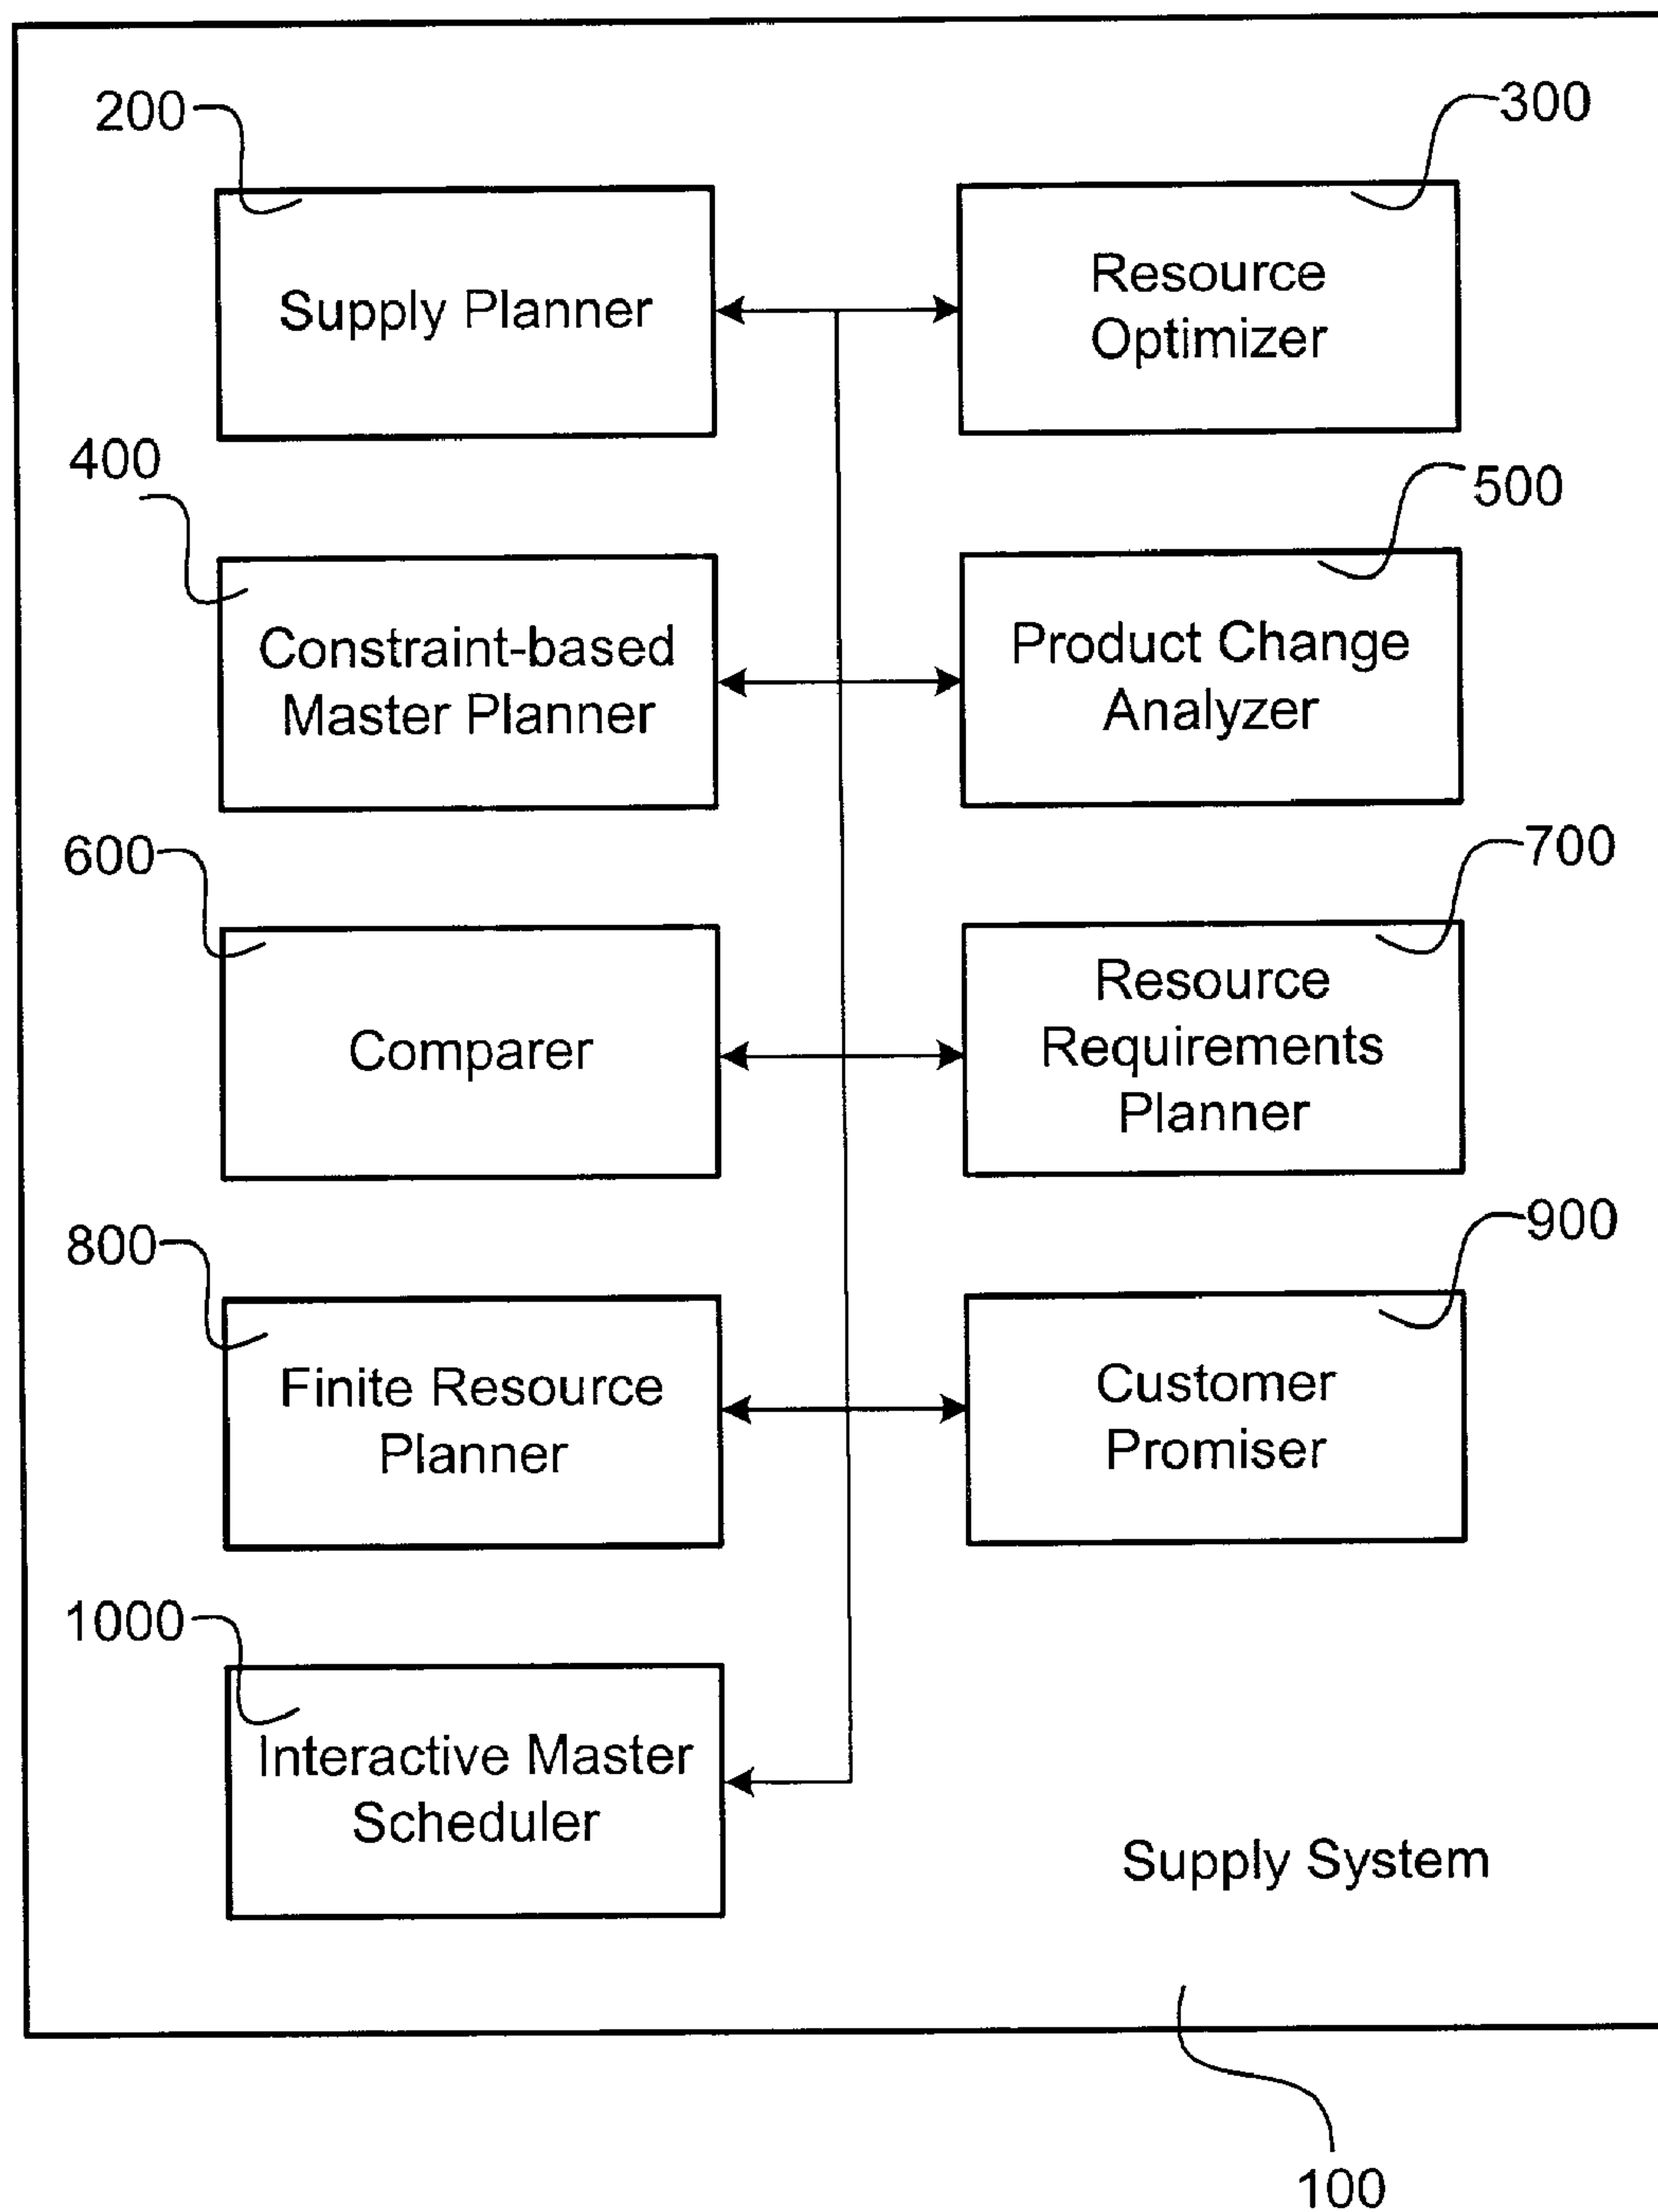 200
300
Supply Planner
Resource
Optimizer
400
500
Constraint-based
Master Planner
Product Change
Analyzer
600
700
Comparer
Resource
Requirements
Planner
800
900
Finite Resource
Planner
Customer
Promiser
1000
Interactive Master
Scheduler
Supply System
100